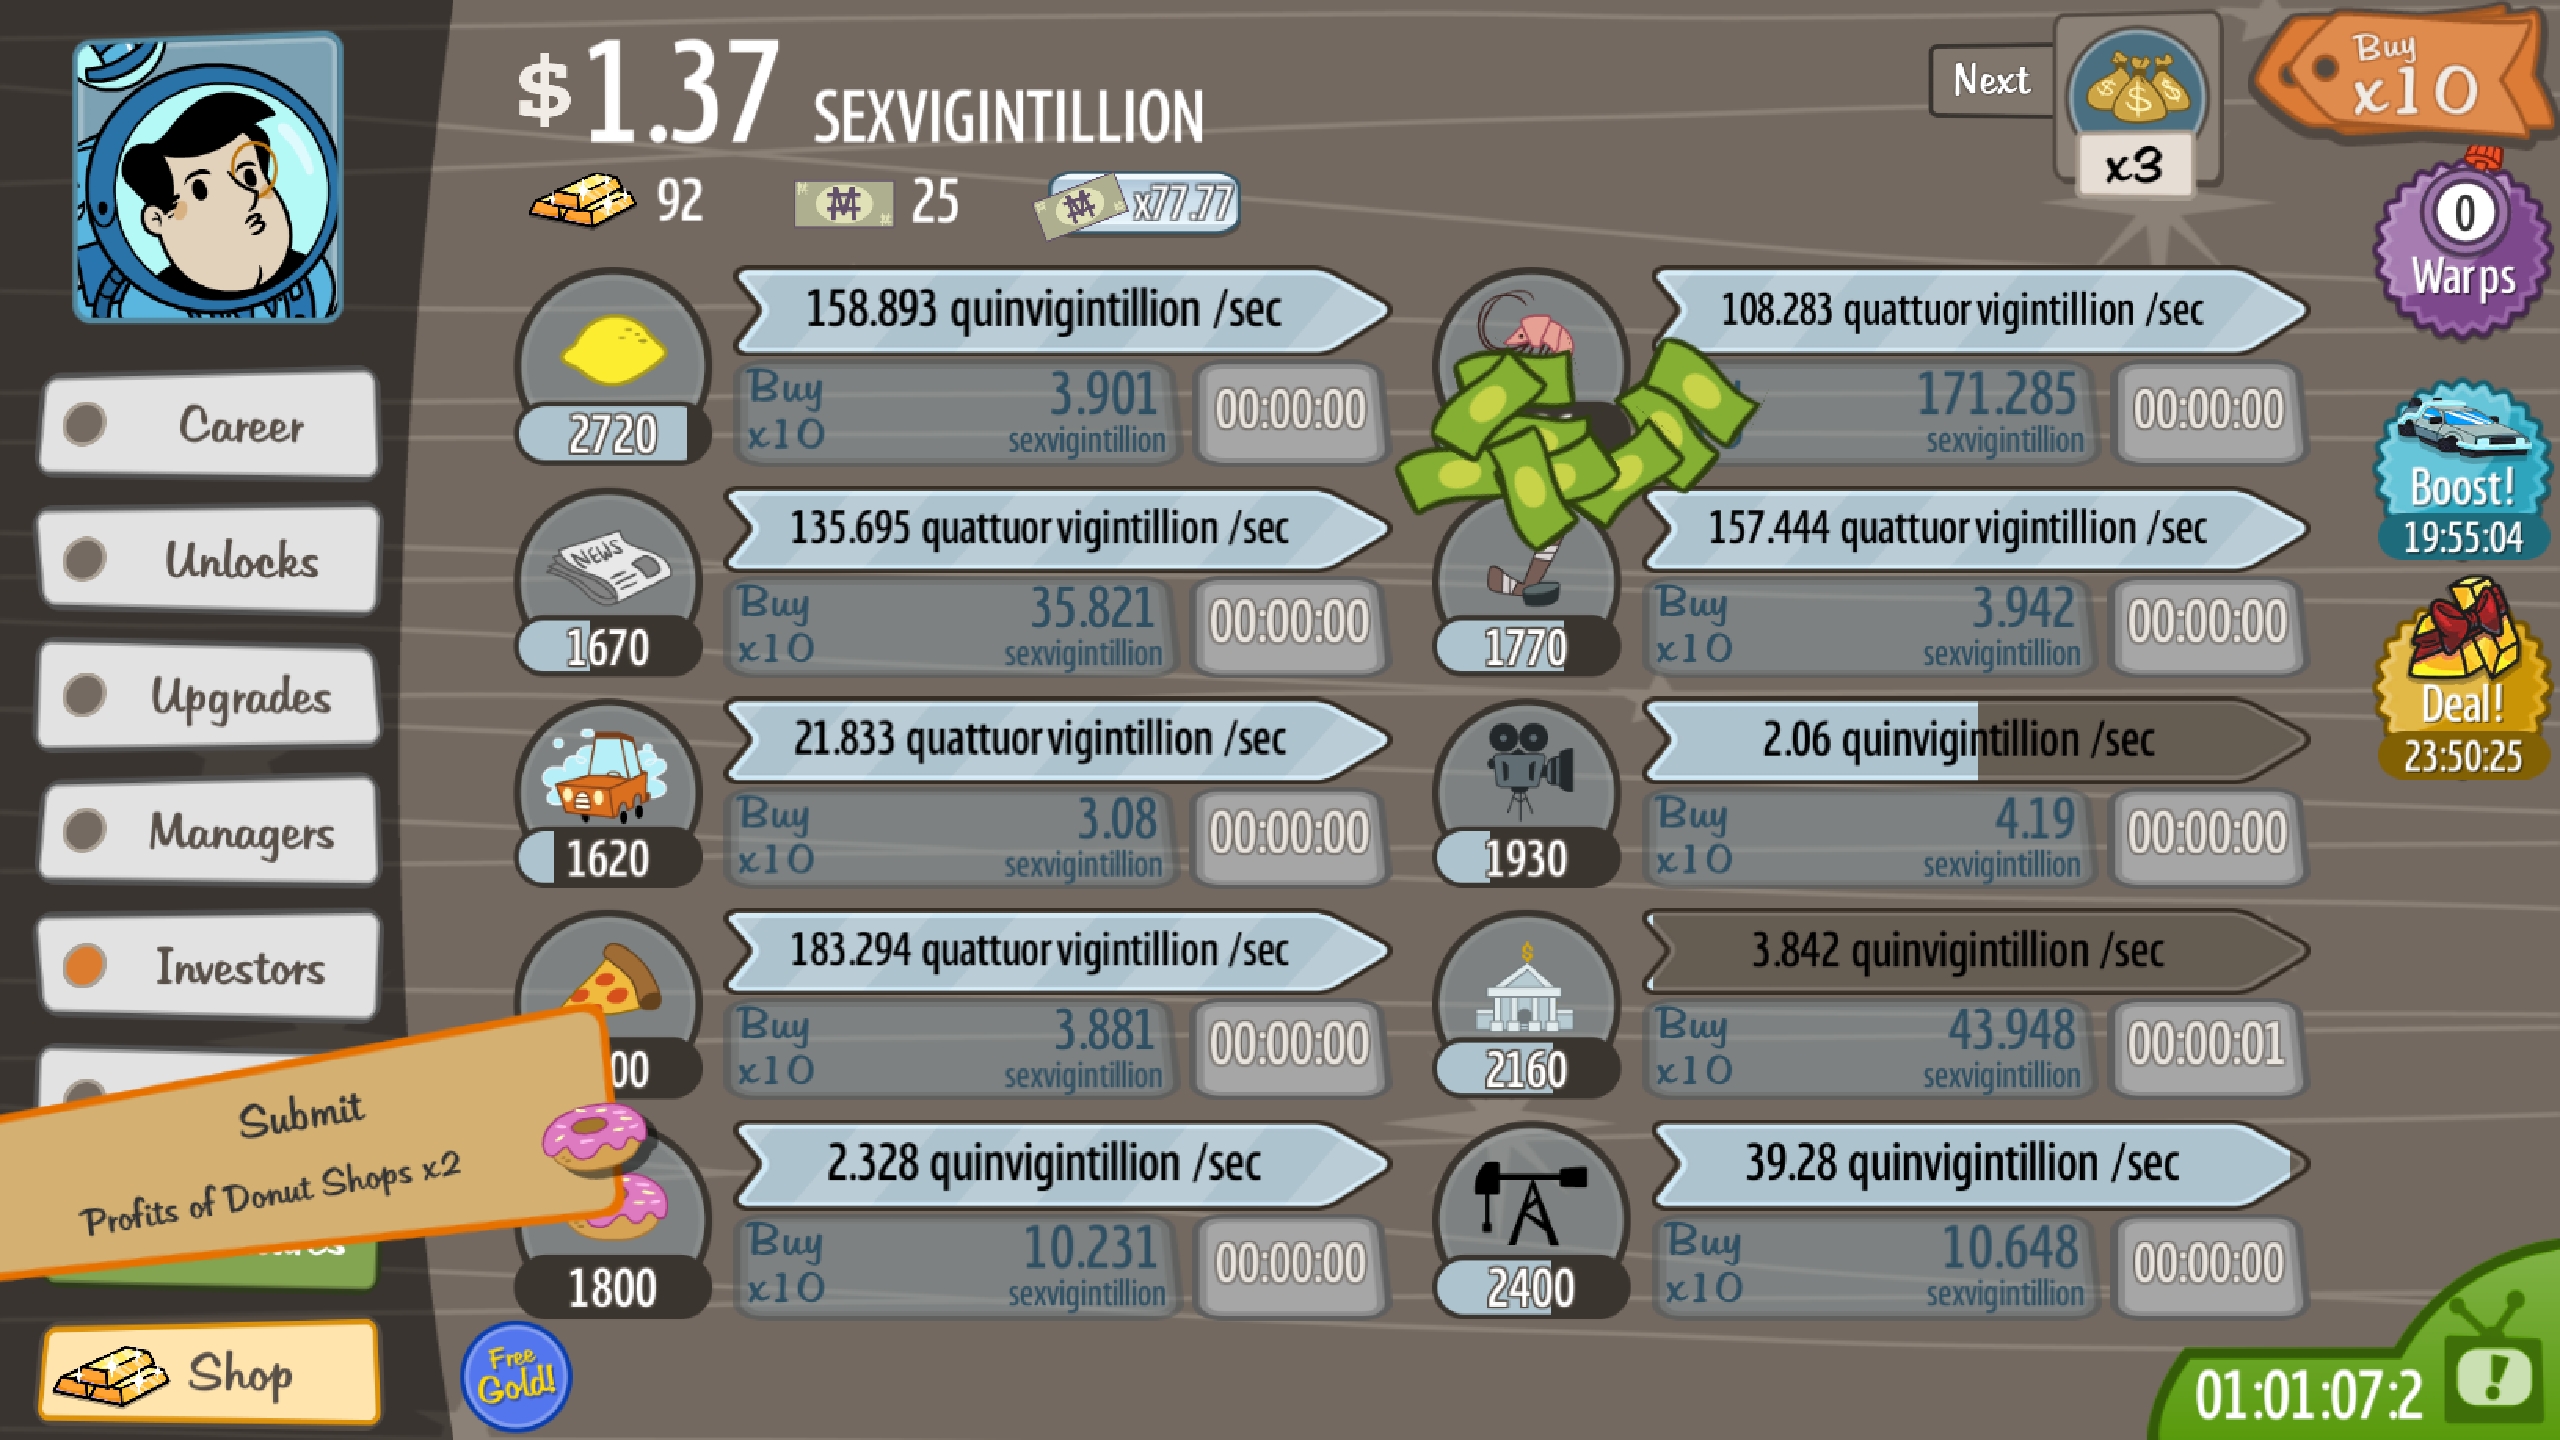 $1.37 SEXVIGINTILLION
Next
x3
Buy
x10
92
25
x77.77
0
Warps
Boost!
19:55:04
Deal!
23:50:25
Career
Unlocks
Upgrades
Managers
Investors
Submit
Profits of Donut Shops x2
Shop
Free
Gold!
158.893 quinvigintillion /sec
2720
Buy
x10
3.901
sexvigintillion
00:00:00
108.283 quattuorvigintillion /sec
171.285
sexvigintillion
00:00:00
135.695 quattuorvigintillion /sec
NEWS
1670
Buy
x10
35.821
sexvigintillion
00:00:00
157.444 quattuorvigintillion /sec
1770
Buy
x10
3.942
sexvigintillion
00:00:00
21.833 quattuorvigintillion /sec
1620
Buy
x10
3.08
sexvigintillion
00:00:00
2.06 quinvigintillion /sec
1930
Buy
x10
4.19
sexvigintillion
00:00:00
183.294 quattuorvigintillion /sec
Buy
x10
3.881
sexvigintillion
00:00:00
3.842 quinvigintillion /sec
2160
Buy
x10
43.948
sexvigintillion
00:00:01
2.328 quinvigintillion /sec
1800
Buy
x10
10.231
sexvigintillion
00:00:00
39.28 quinvigintillion /sec
2400
Buy
x10
10.648
sexvigintillion
00:00:00
01:01:07:2